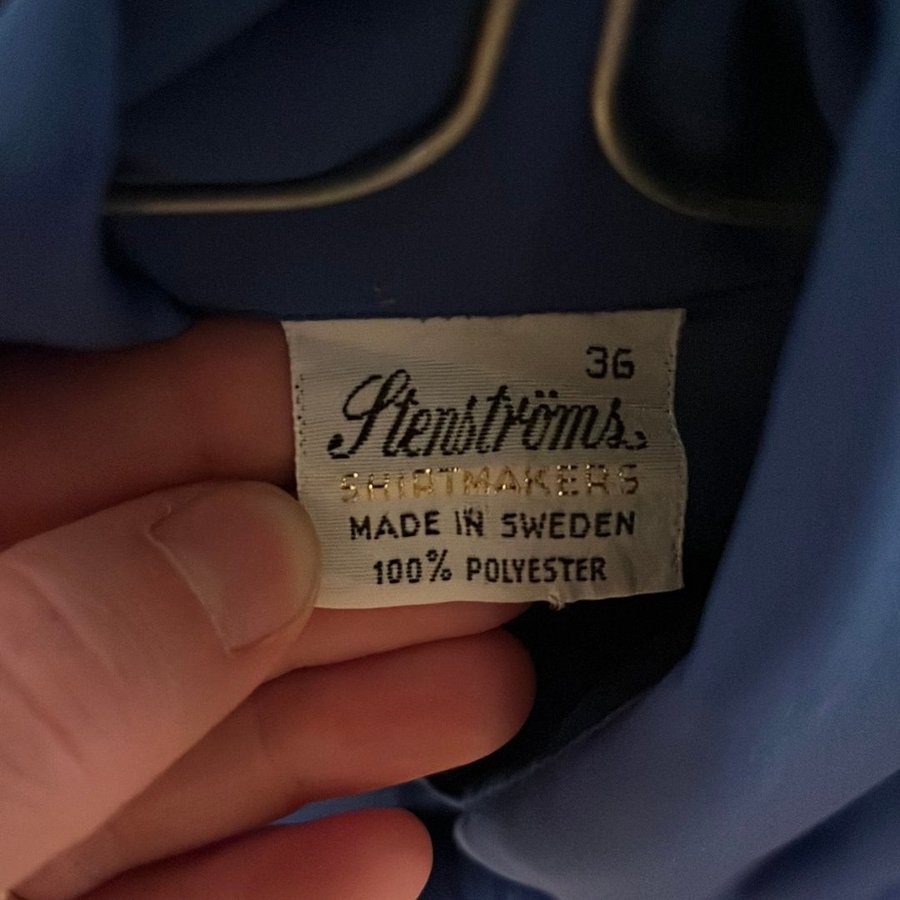 36
Stenströms
SHIRTMAKERS
MADE IN SWEDEN
100% POLYESTER